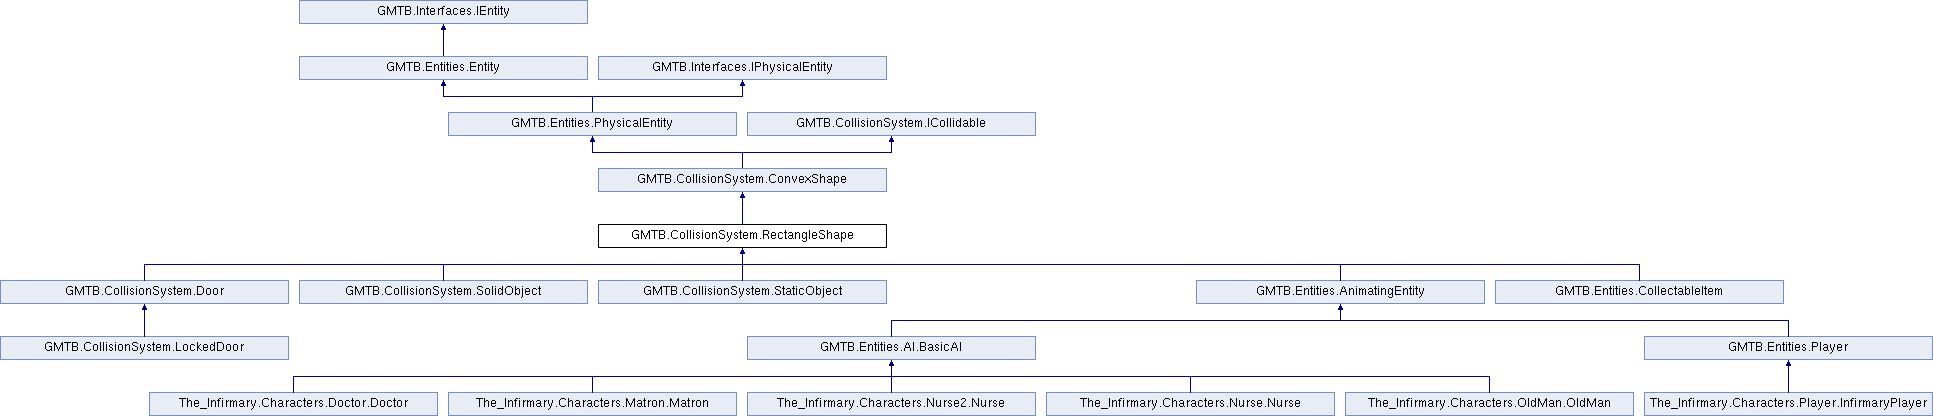 GMTB.Interfaces.IEntity
GMTB.Entities.Entity
GMTB.Interfaces.IPhysicalEntity
GMTB.Entities.PhysicalEntity
GMTB.CollisionSystem.ICollidable
GMTB.CollisionSystem.ConvexShape
GMTB.CollisionSystem.RectangleShape
GMTB.CollisionSystem.Door
GMTB.CollisionSystem.SolidObject
GMTB.CollisionSystem.StaticObject
GMTB.Entities.AnimatingEntity
GMTB.Entities.CollectableItem
GMTB.CollisionSystem.LockedDoor
GMTB.Entities.AI.BasicAI
GMTB.Entities.Player
The_Infirmary.Characters.Doctor.Doctor
The_Infirmary.Characters.Matron.Matron
The_Infirmary.Characters.Nurse2.Nurse
The_Infirmary.Characters.Nurse.Nurse
The_Infirmary.Characters.OldMan.OldMan
The_Infirmary.Characters.Player.InfirmaryPlayer